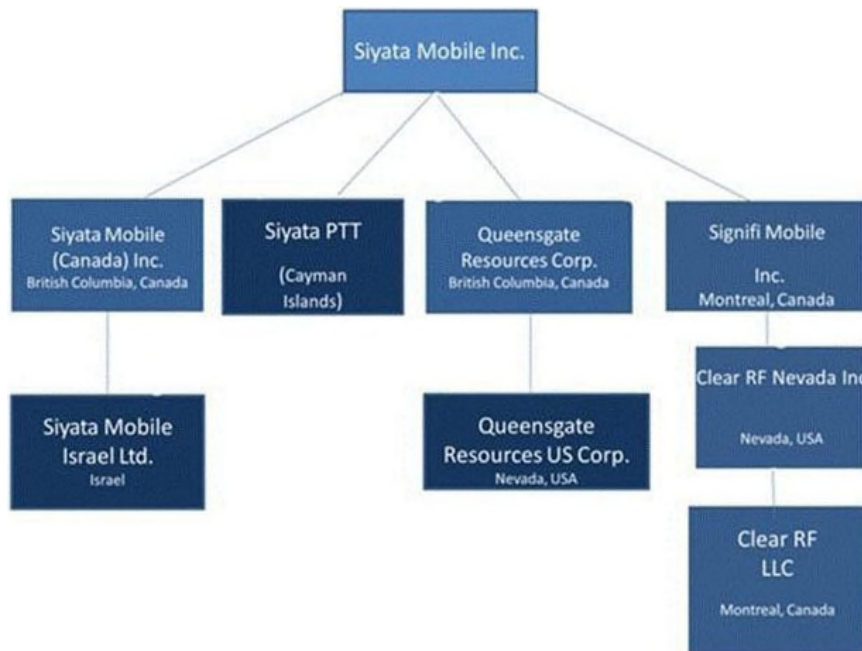 Siyata Mobile Inc.
Siyata Mobile
(Canada) Inc.
British Columbia, Canada
Siyata PTT
(Cayman
Islands)
Queensgate
Resources Corp.
British Columbia, Canada
Signifi Mobile
Inc.
Montreal, Canada
Siyata Mobile
Israel Ltd.
Israel
Queensgate
Resources US Corp.
Nevada, USA
Clear RF Nevada Inc
Nevada, USA
Clear RF
LLC
Montreal, Canada